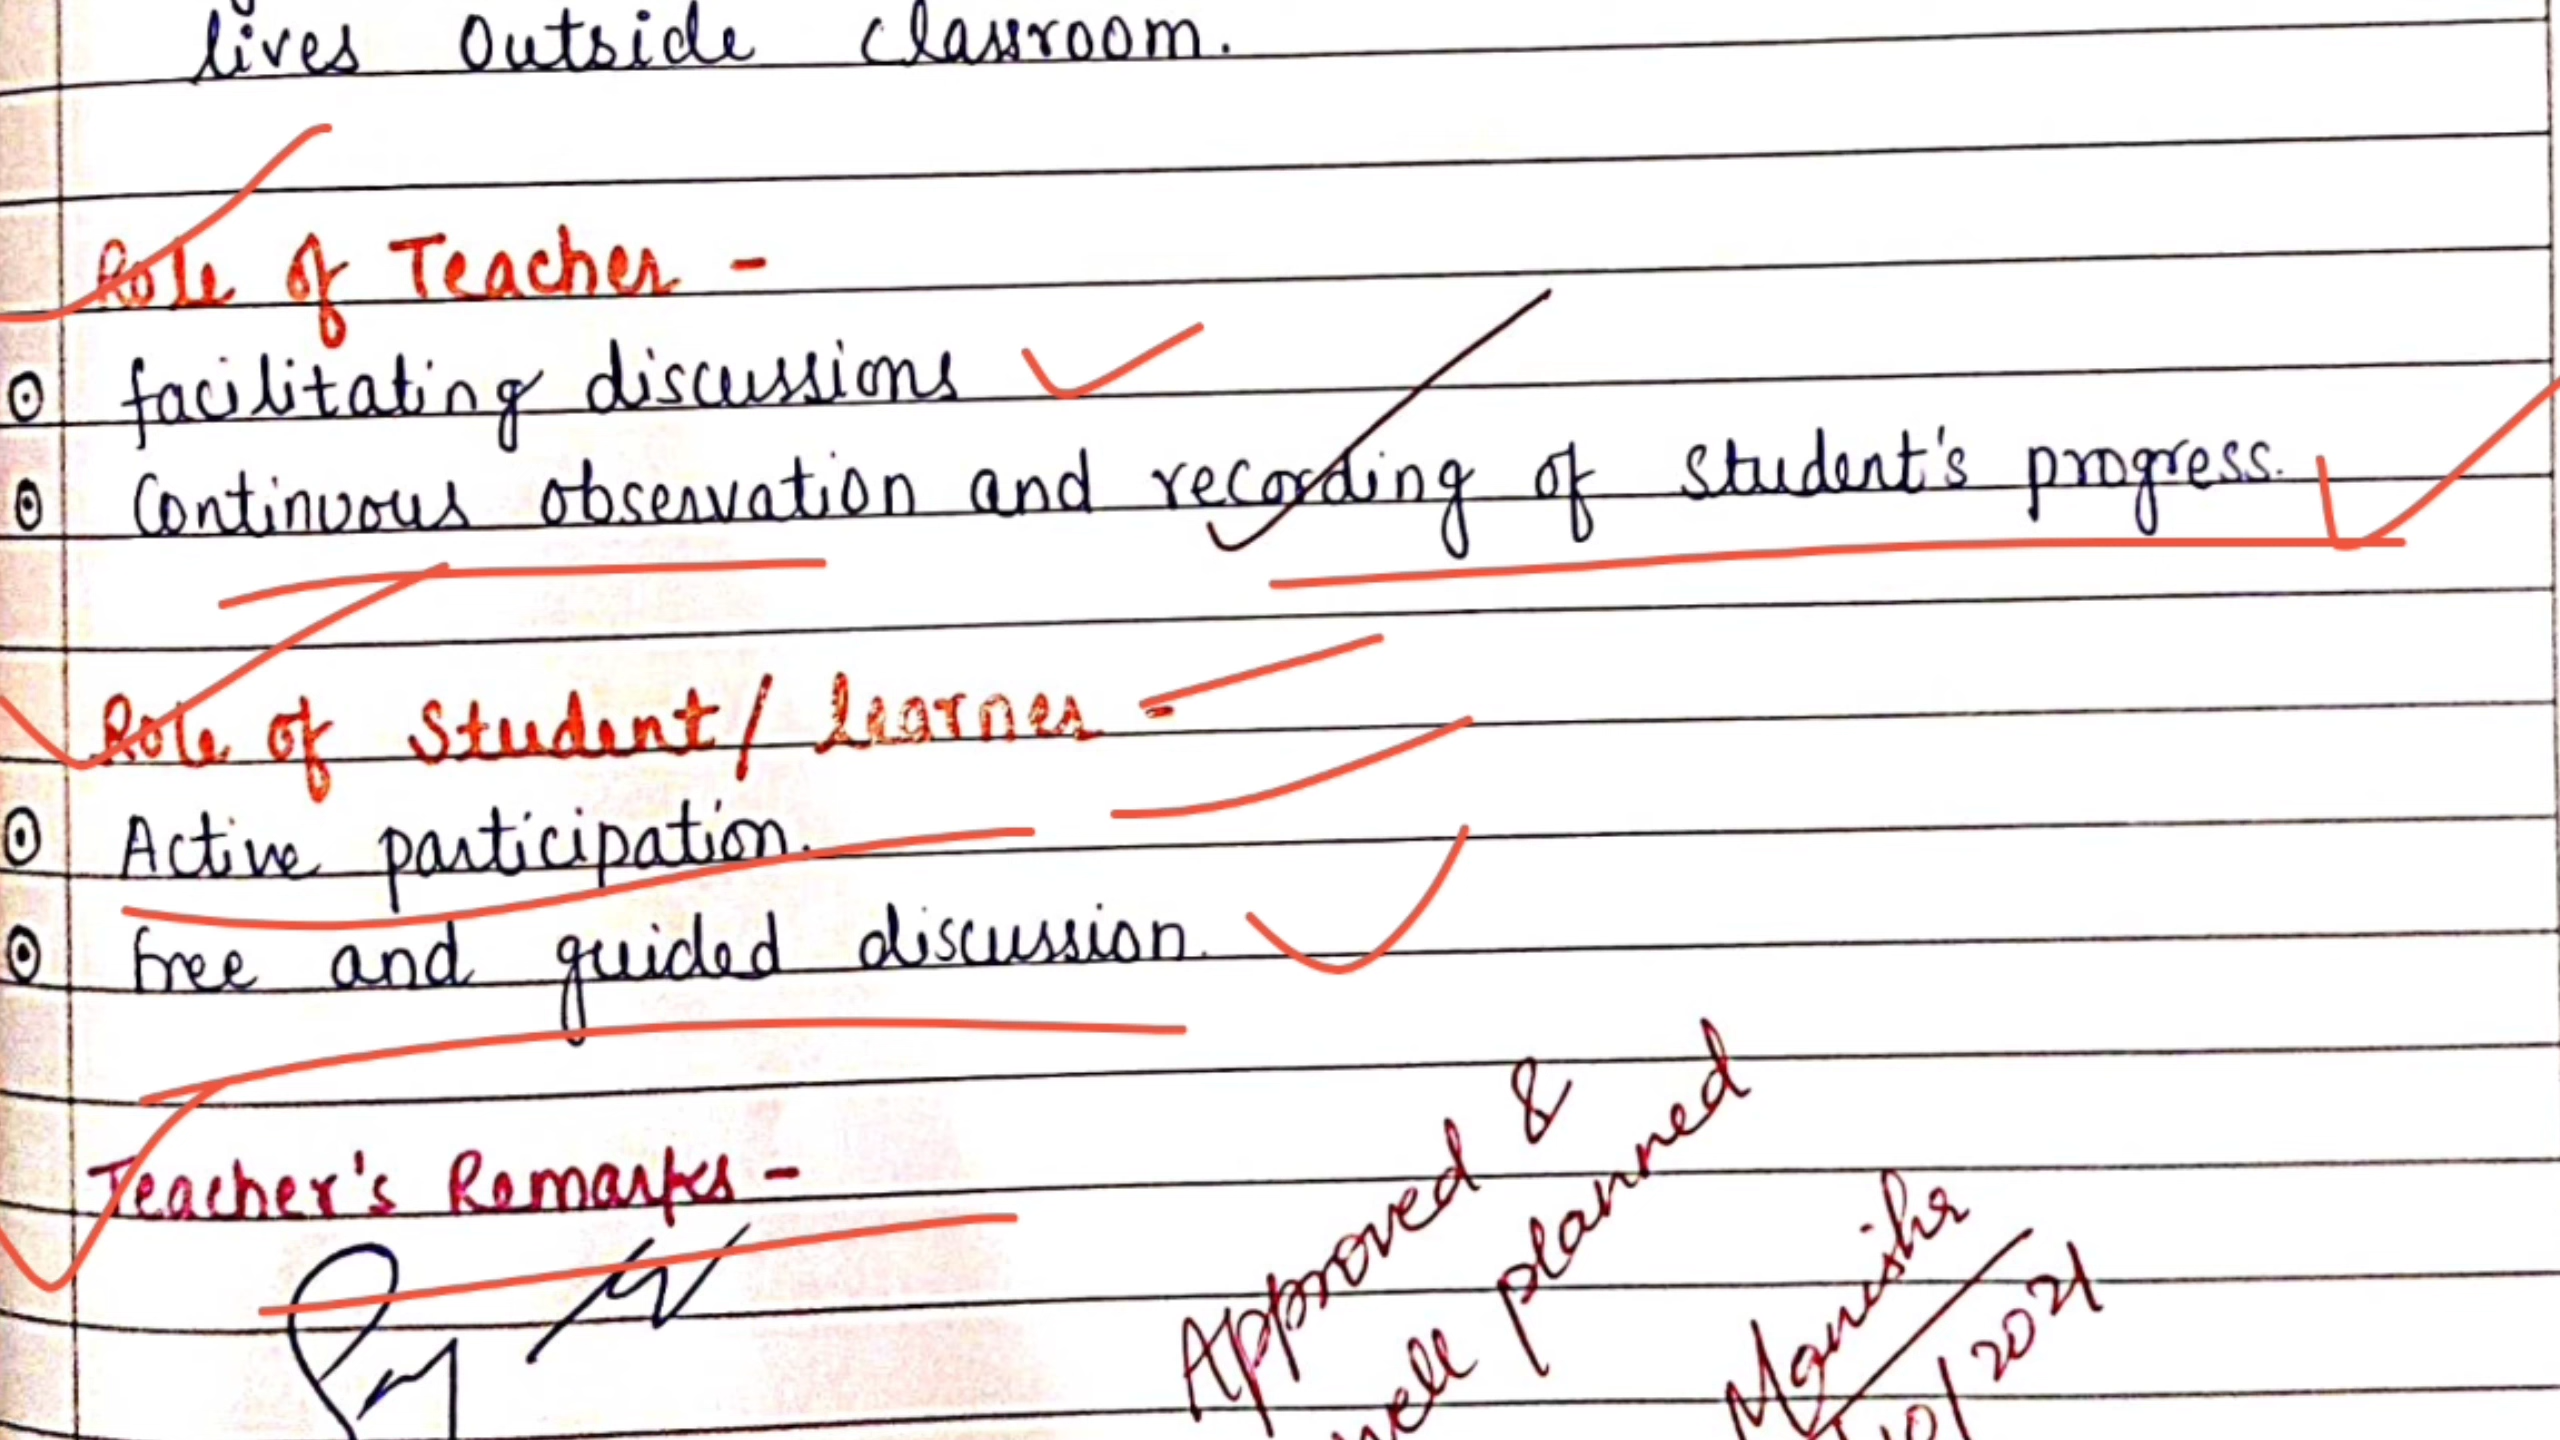 lives Outside classroom.
Role of Teacher -
facilitating discussions
Continuous observation and recording of student's progress.
Role of Student/ learner -
Active participation.
free and guided discussion.
Teacher's Remarks -
Approved &
well planned
Manisha
10/2021